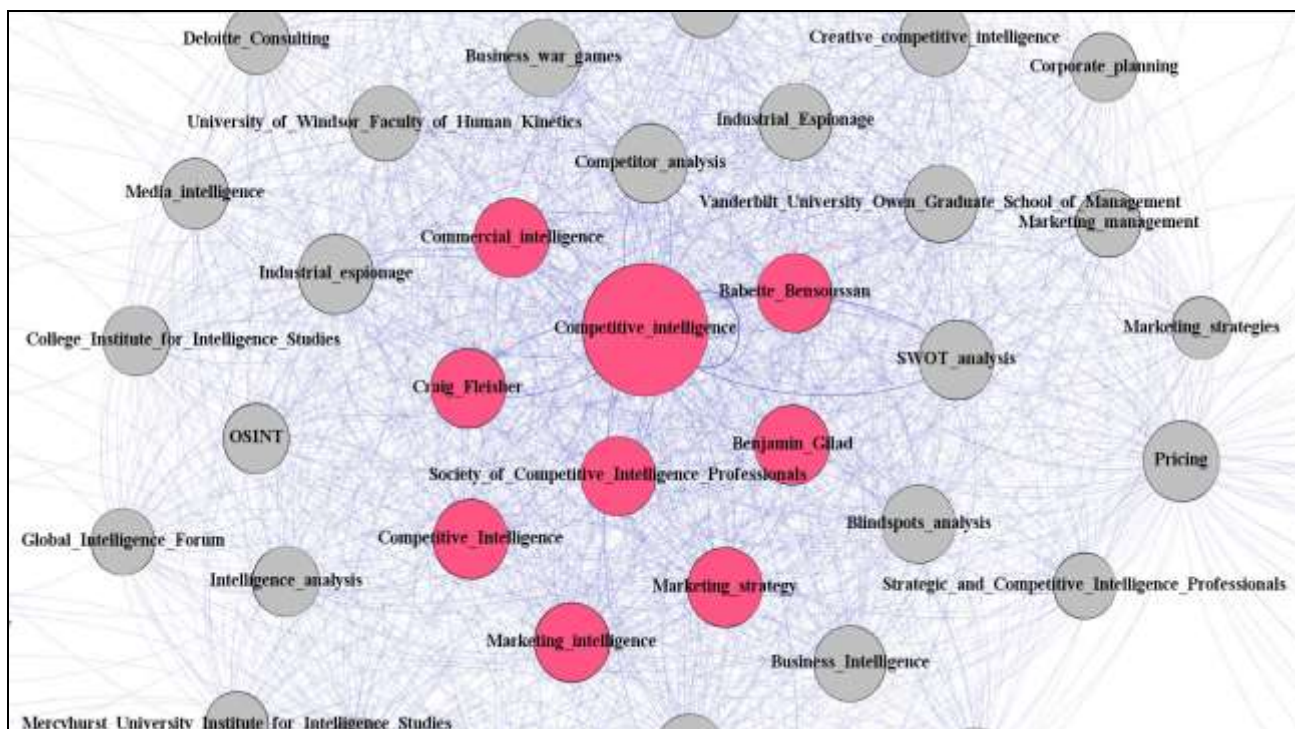 Deloitte_Consulting
Creative_competitive_intelligence
Business_war_games
Corporate_planning
University_of_Windsor_Faculty_of_Human_Kinetics
Industrial_Espionage
Competitor_analysis
Media_intelligence
Vanderbilt_University_Owen_Graduate_School_of_Management
Marketing_management
Commercial_intelligence
Industrial_espionage
Babette_Bensoussan
Competitive_intelligence
Marketing_strategies
College_Institute_for_Intelligence_Studies
SWOT_analysis
Craig_Fleisher
OSINT
Benjamin_Gilad
Pricing
Society_of_Competitive_Intelligence_Professionals
Blindspots_analysis
Competitive_Intelligence
Global_Intelligence_Forum
Intelligence_analysis
Marketing_strategy
Strategic_and_Competitive_Intelligence_Professionals
Marketing_intelligence
Business_Intelligence
Mercyhurst_University_Institute_for_Intelligence_Studies